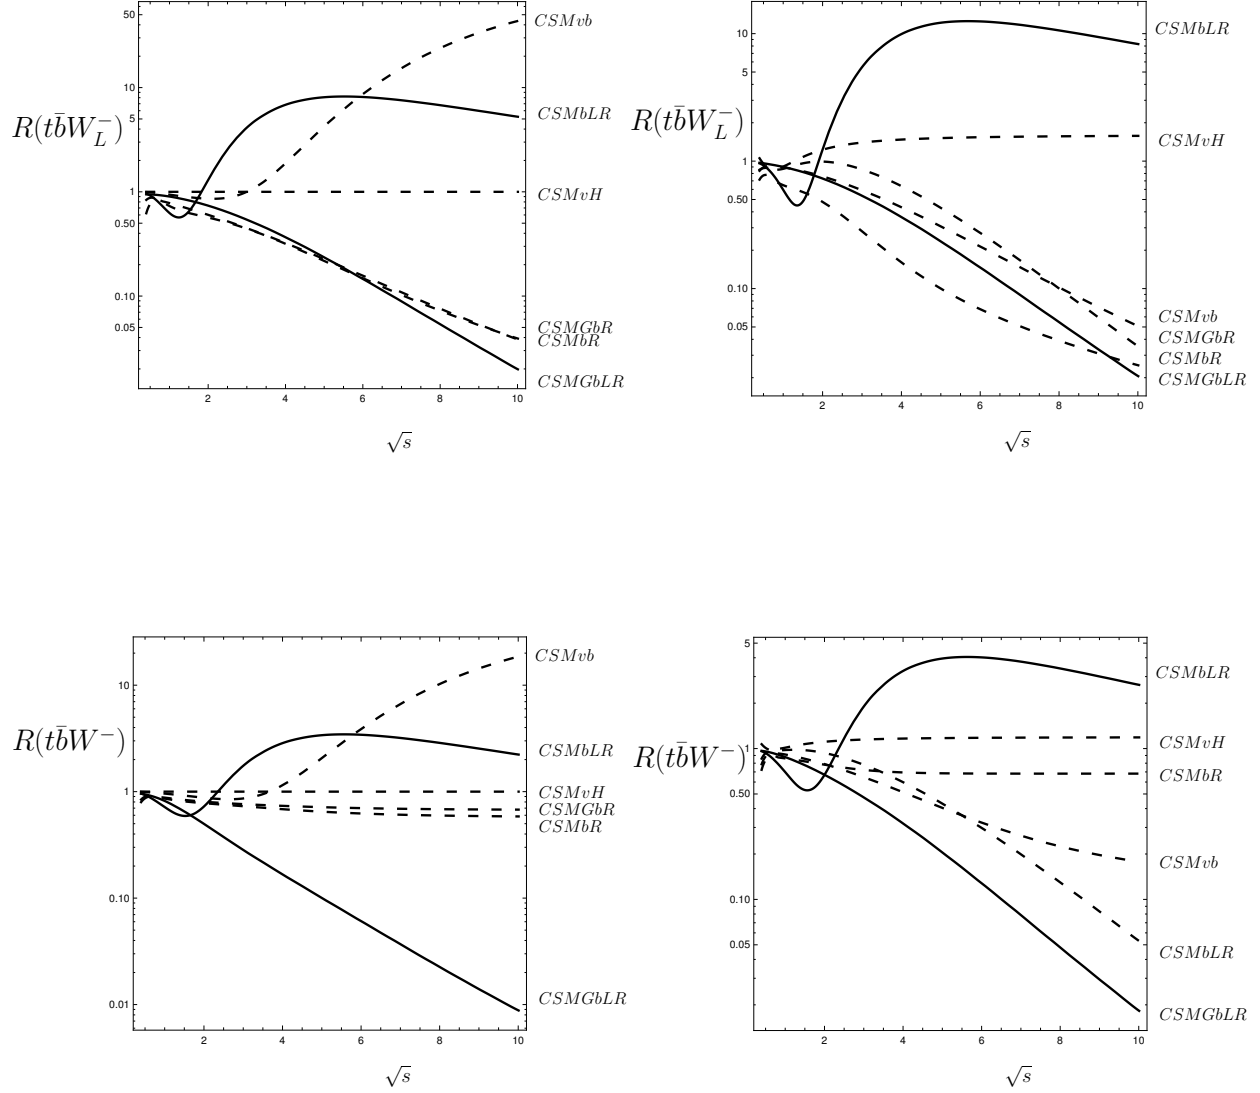 50
10
5
1
0.50
0.10
0.05
2
4
6
8
10
R(tb̄W⁻_L)
√s
CSMvb
CSMbLR
CSMvH
CSMGbR
CSMbR
CSMGbLR
10
5
1
0.50
0.10
0.05
2
4
6
8
10
R(tb̄W⁻_L)
√s
CSMbLR
CSMvH
CSMvb
CSMGbR
CSMbR
CSMGbLR
10
1
0.10
0.01
2
4
6
8
10
R(tb̄W⁻)
√s
CSMvb
CSMbLR
CSMvH
CSMGbR
CSMbR
CSMGbLR
5
1
0.50
0.10
0.05
2
4
6
8
10
R(tb̄W⁻)
√s
CSMbLR
CSMvH
CSMbR
CSMvb
CSMbLR
CSMGbLR